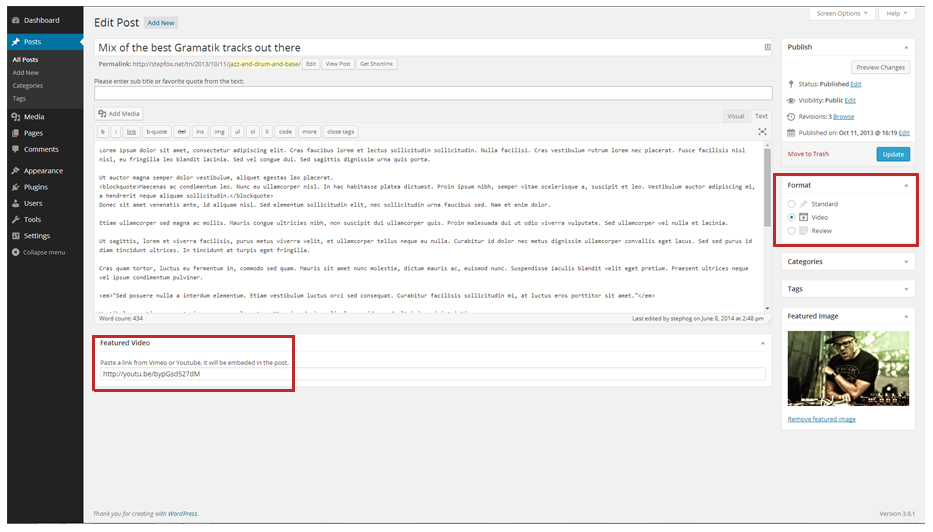 Dashboard
Posts
All Posts
Add New
Categories
Tags
Media
Pages
Comments
Appearance
Plugins
Users
Tools
Settings
Collapse menu
Screen Options
Help
Edit Post
Add New
Mix of the best Gramatik tracks out there
Permalink: http://stepfox.net/tn/2013/10/11/jazz-and-drum-and-base/
Edit
View Post
Get Shortlink
Please enter sub title or favorite quote from the text:
Add Media
Visual
Text
b
i
link
b-quote
del
ins
img
ul
ol
li
code
more
close tags
Lorem ipsum dolor sit amet, consectetur adipiscing elit. Cras faucibus lorem et lectus sollicitudin sollicitudin. Nulla facilisi. Cras vestibulum rutrum lorem nec placerat. Fusce facilisis nisl
nisl, eu fringilla leo blandit lacinia. Sed vel congue dui. Sed sagittis dignissim urna quis porta.
Ut auctor magna semper dolor vestibulum, aliquet egestas leo placerat.
<blockquote>Maecenas ac condimentum leo. Nunc eu ullamcorper nisl. In hac habitasse platea dictumst. Proin ipsum nibh, semper vitae scelerisque a, suscipit et leo. Vestibulum auctor adipiscing mi,
a hendrerit neque aliquam sollicitudin.</blockquote>
Donec sit amet venenatis ante, id aliquam nisl. Sed elementum sollicitudin elit, nec sollicitudin urna faucibus sed. Nam et enim dolor.
Etiam ullamcorper sed magna ac mollis. Mauris congue ultricies nibh, non suscipit dui ullamcorper quis. Proin malesuada dui ut odio viverra vulputate. Sed ullamcorper vel nulla et lacinia.
Ut sagittis, lorem et viverra facilisis, purus metus viverra velit, et ullamcorper tellus neque eu nulla. Curabitur id dolor nec metus dignissim ullamcorper convallis eget lacus. Sed sed purus id
diam tincidunt ultrices. In tincidunt at turpis eget fringilla.
Cras quam tortor, luctus eu fermentum in, commodo sed quam. Mauris sit amet nunc molestie, dictum mauris ac, euismod nunc. Suspendisse iaculis blandit velit eget pretium. Praesent ultrices neque
vel ipsum condimentum pulvinar.
<em>"Sed posuere nulla a interdum elementum. Etiam vestibulum luctus orci sed consequat. Curabitur facilisis sollicitudin mi, at luctus eros porttitor sit amet."</em>
Word count: 434
Last edited by stephog on June 8, 2014 at 2:48 pm
Featured Video
Paste a link from Vimeo or Youtube, it will be embeded in the post.
http://youtu.be/bypGsd527dM
Publish
Preview Changes
Status: Published Edit
Visibility: Public Edit
Revisions: 3 Browse
Published on: Oct 11, 2013 @ 16:19 Edit
Move to Trash
Update
Format
Standard
Video
Review
Categories
Tags
Featured Image
Remove featured image
Thank you for creating with WordPress.
Version 3.9.1